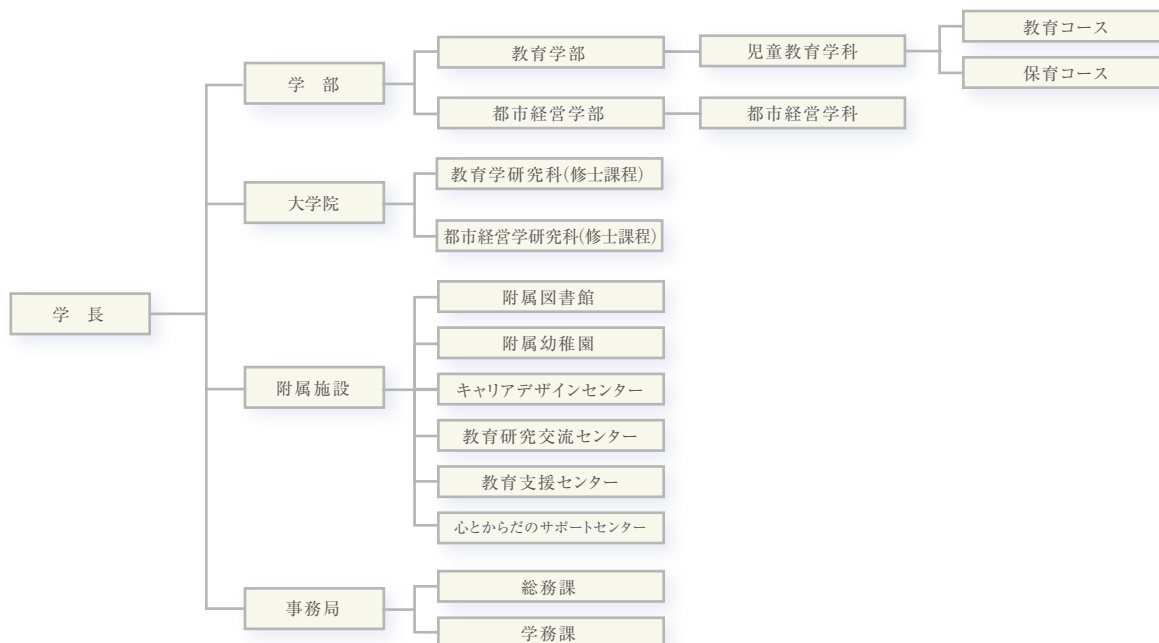 学長
学部
教育学部
児童教育学科
教育コース
保育コース
都市経営学部
都市経営学科
大学院
教育学研究科(修士課程)
都市経営学研究科(修士課程)
附属施設
附属図書館
附属幼稚園
キャリアデザインセンター
教育研究交流センター
教育支援センター
心とからだのサポートセンター
事務局
総務課
学務課